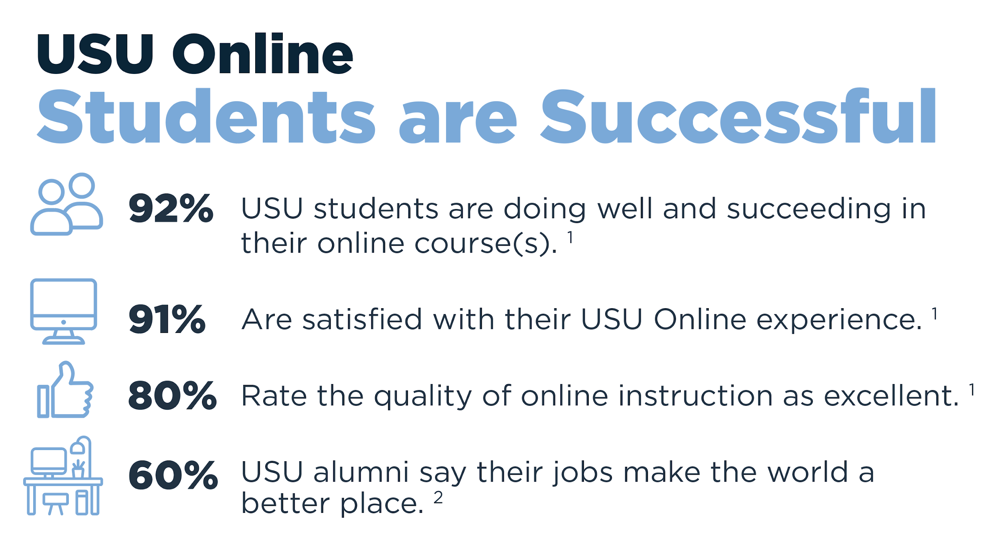 USU Online
Students are Successful
92% USU students are doing well and succeeding in
their online course(s). 1
91% Are satisfied with their USU Online experience. 1
80% Rate the quality of online instruction as excellent. 1
60% USU alumni say their jobs make the world a
better place. 2